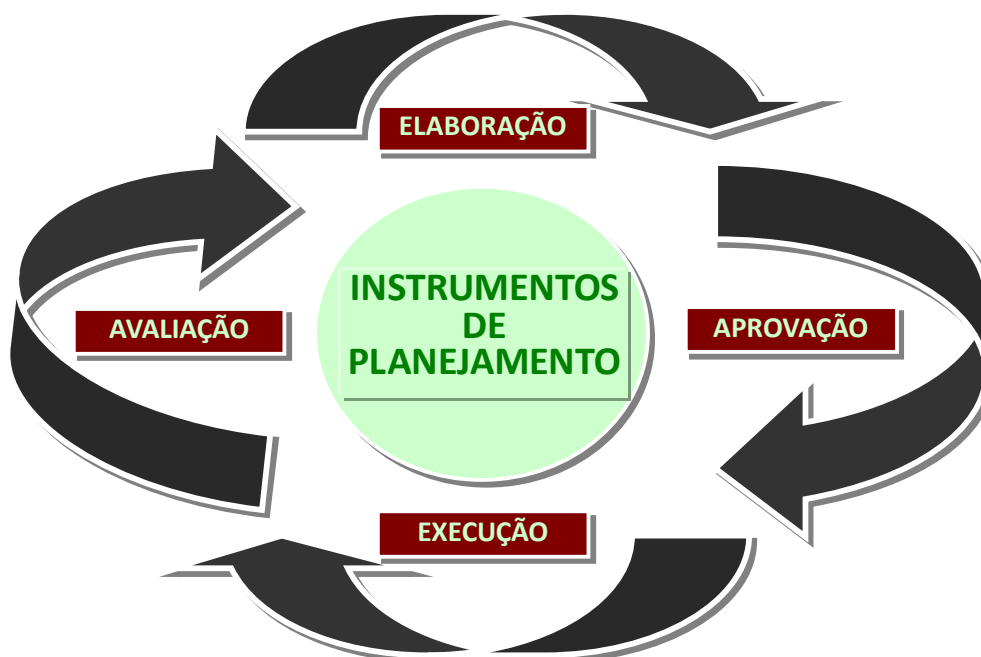 ELABORAÇÃO
INSTRUMENTOS
DE
PLANEJAMENTO
AVALIAÇÃO
APROVAÇÃO
EXECUÇÃO